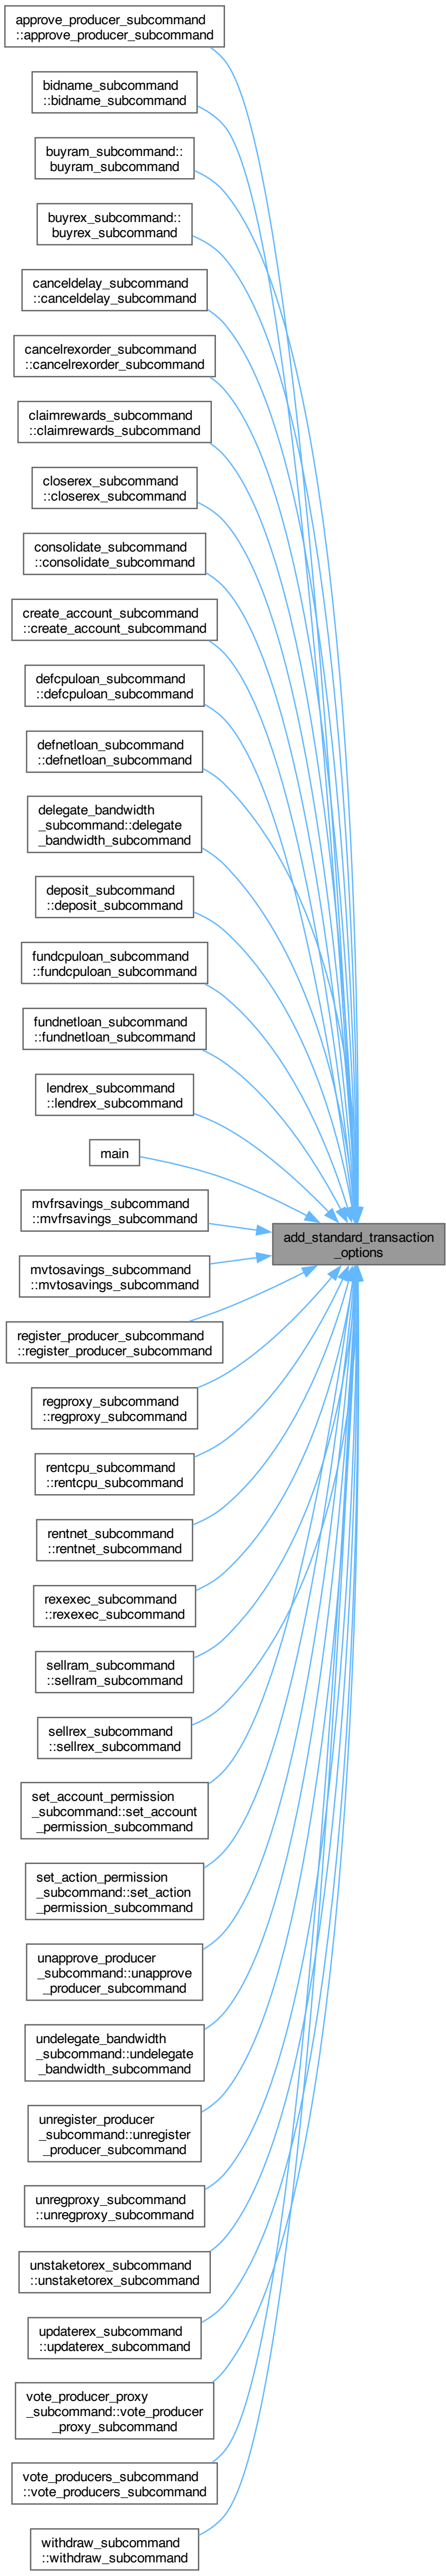 approve_producer_subcommand
::approve_producer_subcommand
bidname_subcommand
::bidname_subcommand
buyram_subcommand::
buyram_subcommand
buyrex_subcommand::
buyrex_subcommand
canceldelay_subcommand
::canceldelay_subcommand
cancelrexorder_subcommand
::cancelrexorder_subcommand
claimrewards_subcommand
::claimrewards_subcommand
closerex_subcommand
::closerex_subcommand
consolidate_subcommand
::consolidate_subcommand
create_account_subcommand
::create_account_subcommand
defcpuloan_subcommand
::defcpuloan_subcommand
defnetloan_subcommand
::defnetloan_subcommand
delegate_bandwidth
_subcommand::delegate
_bandwidth_subcommand
deposit_subcommand
::deposit_subcommand
fundcpuloan_subcommand
::fundcpuloan_subcommand
fundnetloan_subcommand
::fundnetloan_subcommand
lendrex_subcommand
::lendrex_subcommand
main
mvfrsavings_subcommand
::mvfrsavings_subcommand
add_standard_transaction
_options
mvtosavings_subcommand
::mvtosavings_subcommand
register_producer_subcommand
::register_producer_subcommand
regproxy_subcommand
::regproxy_subcommand
rentcpu_subcommand
::rentcpu_subcommand
rentnet_subcommand
::rentnet_subcommand
rexexec_subcommand
::rexexec_subcommand
sellram_subcommand
::sellram_subcommand
sellrex_subcommand
::sellrex_subcommand
set_account_permission
_subcommand::set_account
_permission_subcommand
set_action_permission
_subcommand::set_action
_permission_subcommand
unapprove_producer
_subcommand::unapprove
_producer_subcommand
undelegate_bandwidth
_subcommand::undelegate
_bandwidth_subcommand
unregister_producer
_subcommand::unregister
_producer_subcommand
unregproxy_subcommand
::unregproxy_subcommand
unstaketorex_subcommand
::unstaketorex_subcommand
updaterex_subcommand
::updaterex_subcommand
vote_producer_proxy
_subcommand::vote_producer
_proxy_subcommand
vote_producers_subcommand
::vote_producers_subcommand
withdraw_subcommand
::withdraw_subcommand